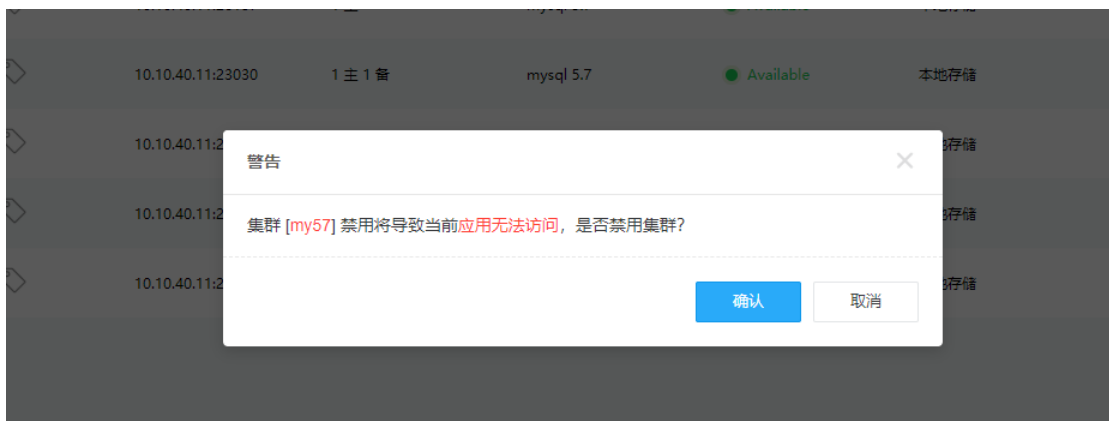 10.10.40.11:23030 1主1备 mysql 5.7 Available 本地存储
10.10.40.11:2
警告
存储
集群 [my57] 禁用将导致当前应用无法访问，是否禁用集群?
10.10.40.11:2
存储
10.10.40.11:2
确认 取消
存储